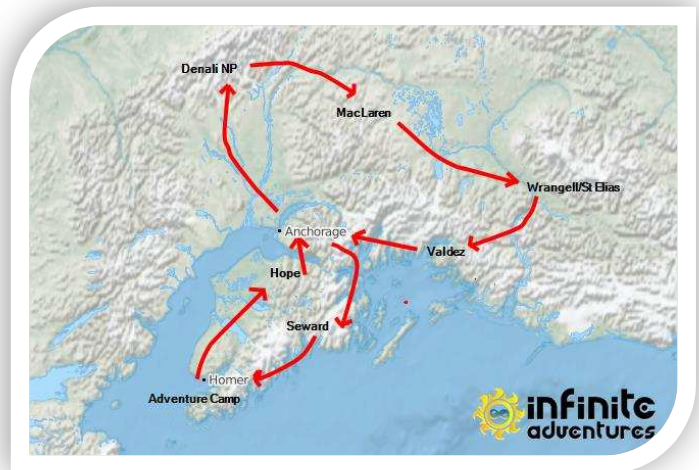 Denali NP
MacLaren
Wrangell/St Elias
Anchorage
Valdez
Hope
Seward
Homer
Adventure Camp
infinite
adventures